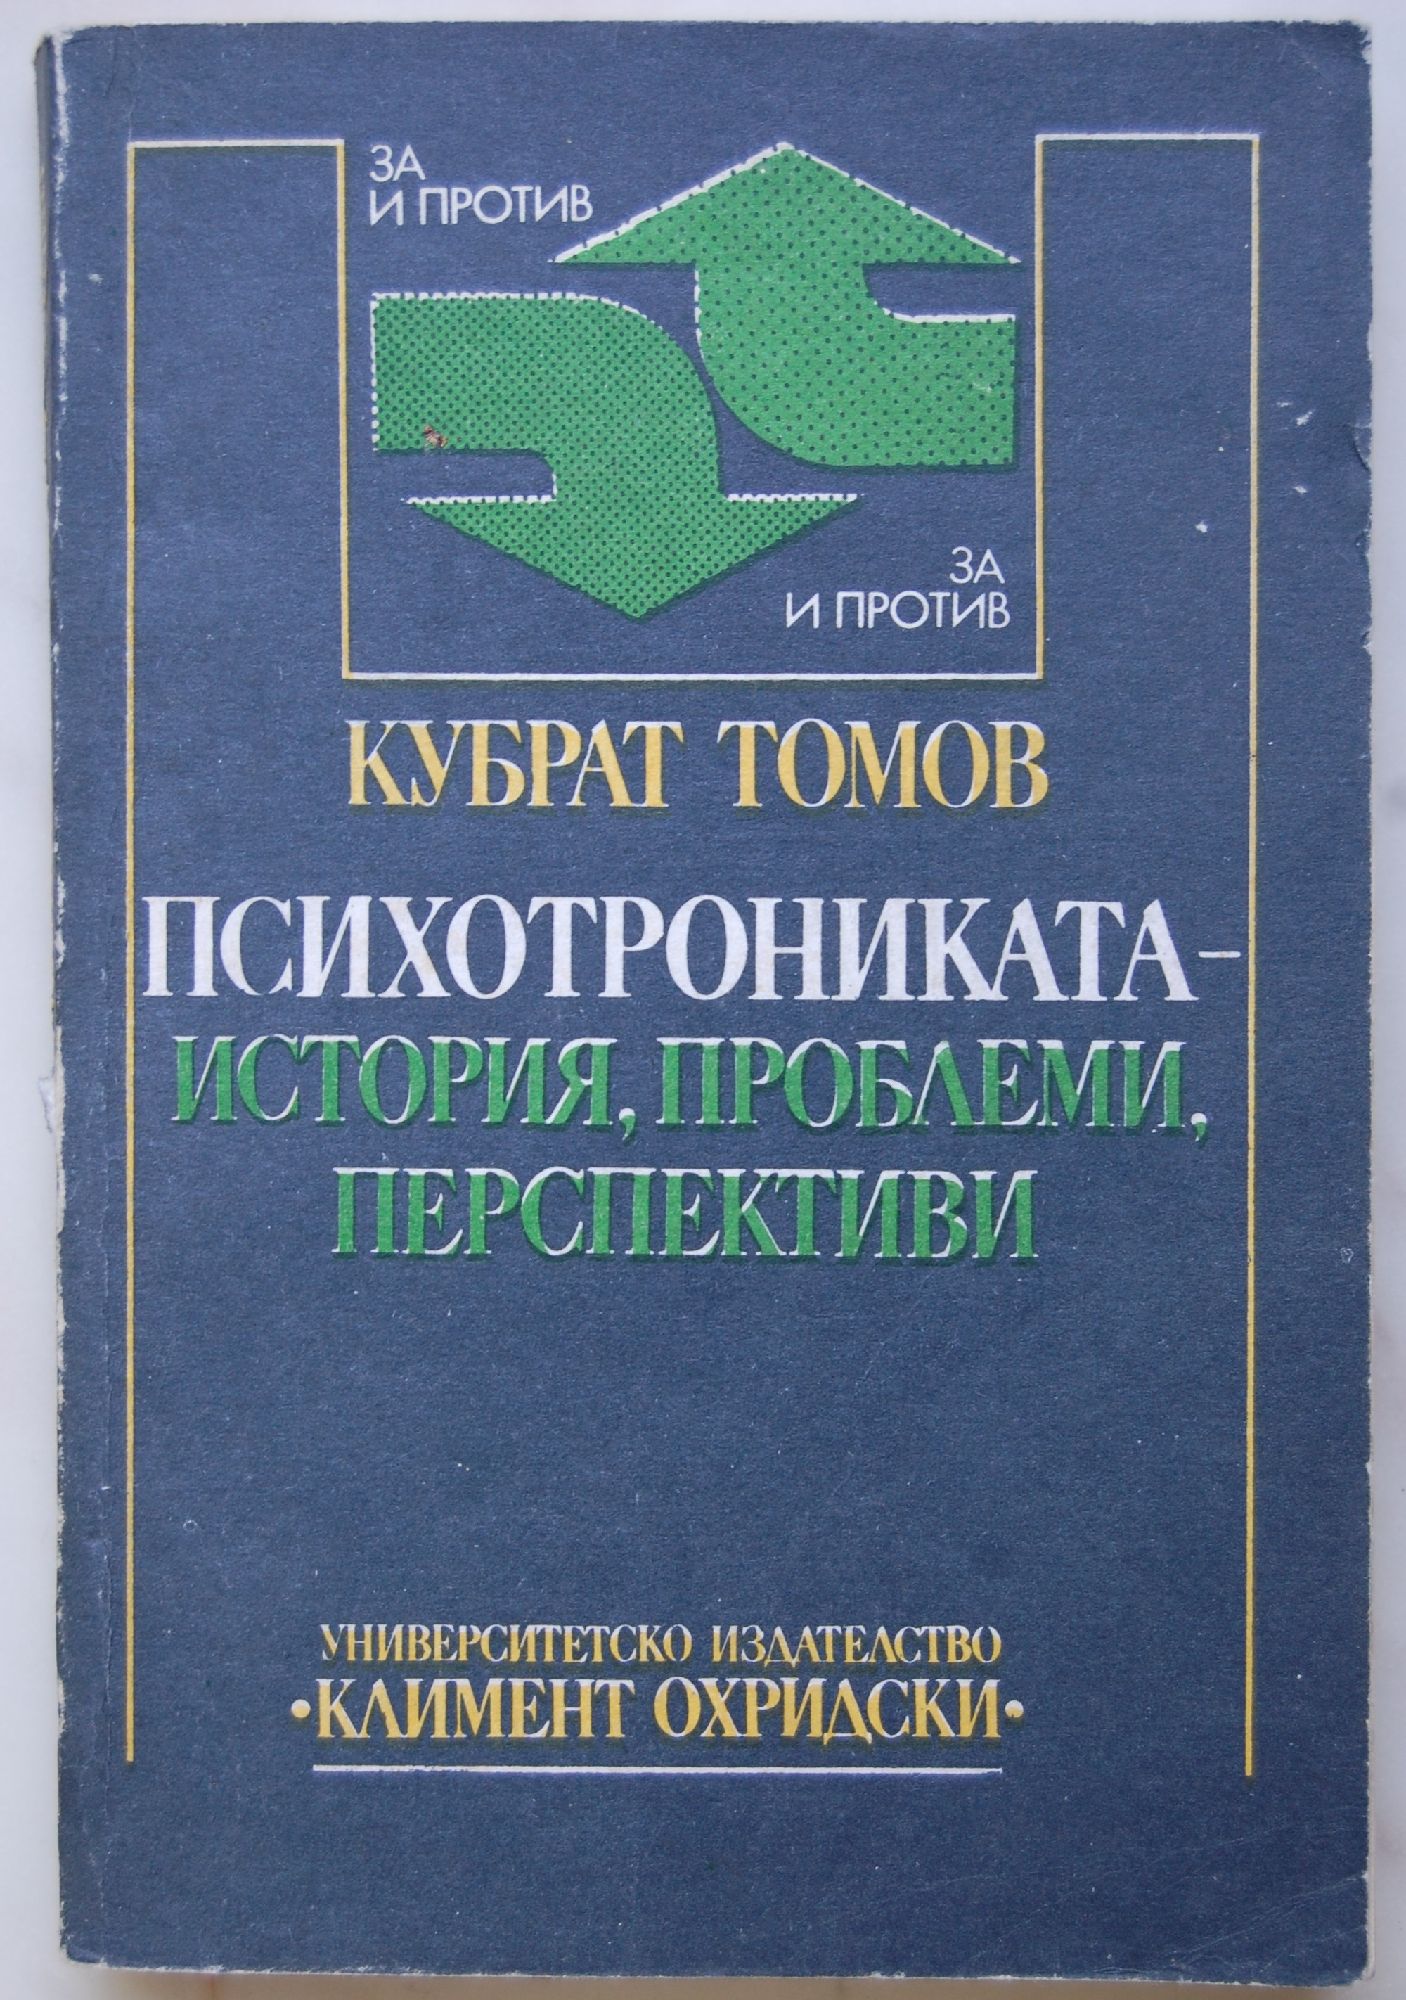 ЗА
И ПРОТИВ
ЗА
И ПРОТИВ
КУБРАТ ТОМОВ
ПСИХОТРОНИКАТА –
ИСТОРИЯ, ПРОБЛЕМИ,
ПЕРСПЕКТИВИ
УНИВЕРСИТЕТСКО ИЗДАТЕЛСТВО
•КЛИМЕНТ ОХРИДСКИ•